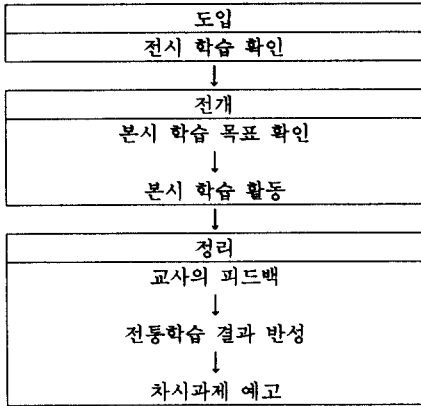 도입
전시 학습 확인
↓
전개
본시 학습 목표 확인
↓
본시 학습 활동
↓
정리
교사의 피드백
↓
전통학습 결과 반성
↓
차시과제 예고